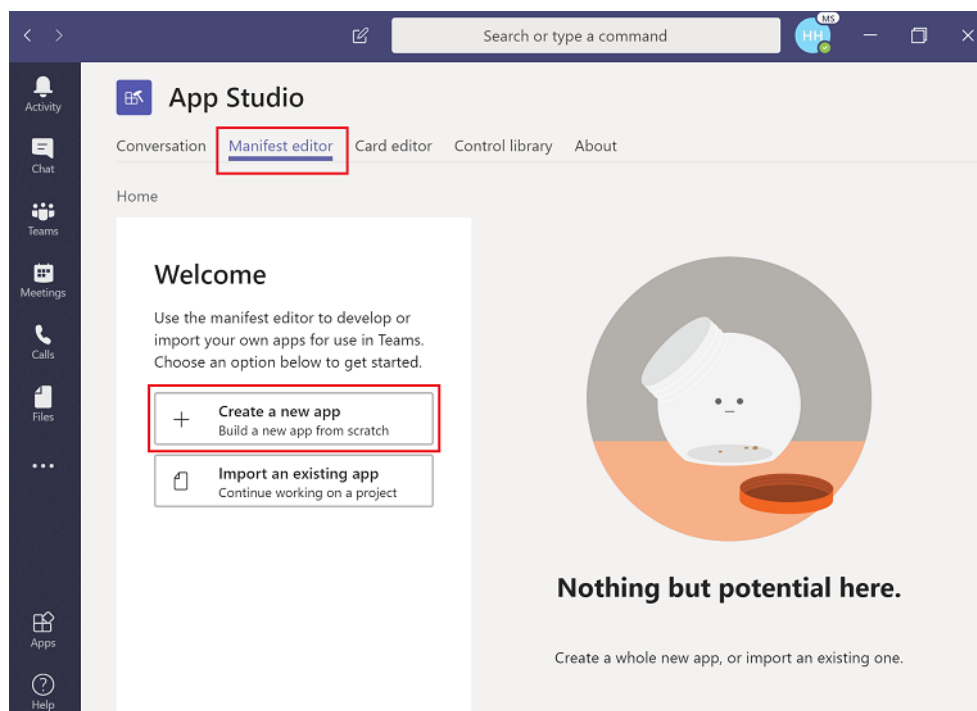 Search or type a command
MS
HH
Activity
Chat
Teams
Meetings
Calls
Files
Apps
Help
App Studio
Conversation Manifest editor Card editor Control library About
Home
Welcome
Use the manifest editor to develop or
import your own apps for use in Teams.
Choose an option below to get started.
Create a new app
Build a new app from scratch
Import an existing app
Continue working on a project
Nothing but potential here.
Create a whole new app, or import an existing one.